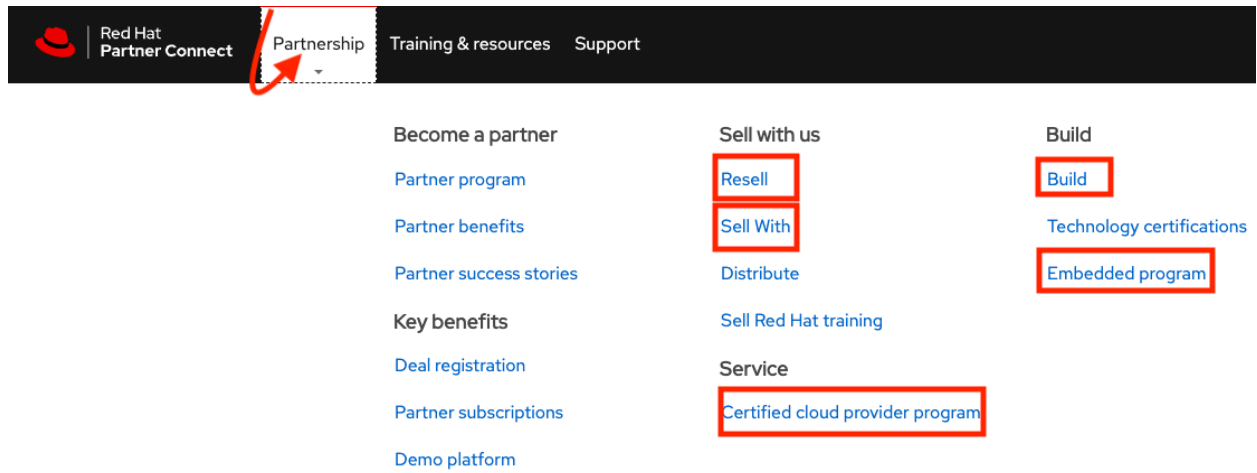 Red Hat
Partner Connect
Partnership
Training & resources
Support
Become a partner
Partner program
Partner benefits
Partner success stories
Key benefits
Deal registration
Partner subscriptions
Demo platform
Sell with us
Resell
Sell With
Distribute
Sell Red Hat training
Service
Certified cloud provider program
Build
Build
Technology certifications
Embedded program